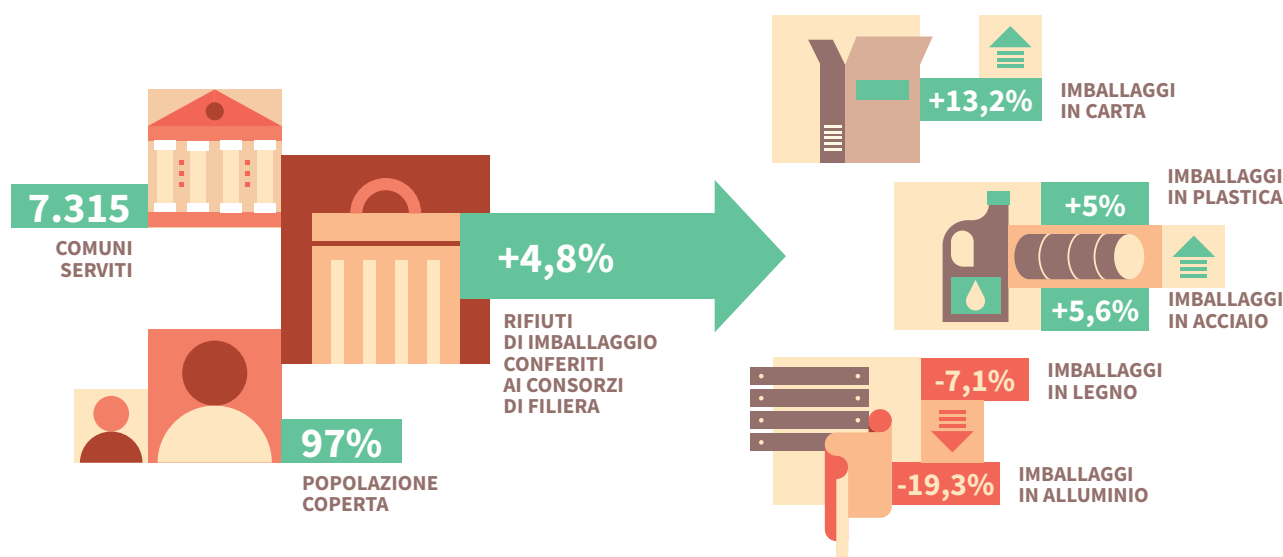 7.315
COMUNI
SERVITI
97%
POPOLAZIONE
COPERTA
+4,8%
RIFIUTI
DI IMBALLAGGIO
CONFERITI
AI CONSORZI
DI FILIERA
+13,2%
IMBALLAGGI
IN CARTA
+5%
IMBALLAGGI
IN PLASTICA
+5,6%
IMBALLAGGI
IN ACCIAIO
-7,1%
IMBALLAGGI
IN LEGNO
-19,3%
IMBALLAGGI
IN ALLUMINIO